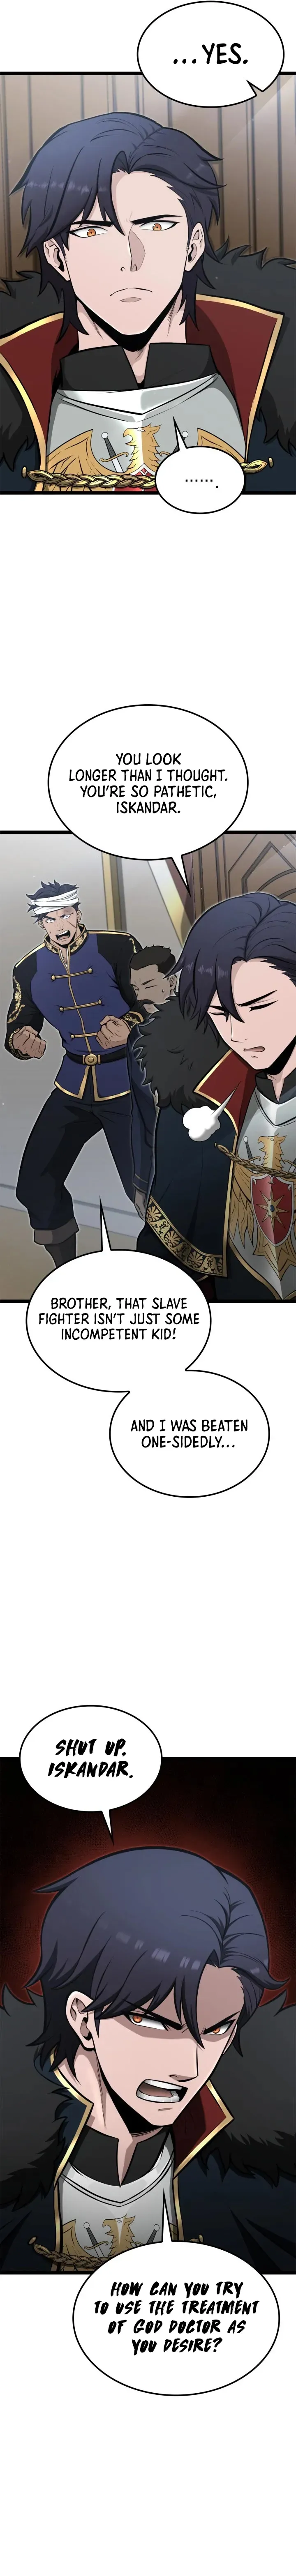 ...YES.
.......
YOU LOOK
LONGER THAN I THOUGHT.
YOU'RE SO PATHETIC,
ISKANDAR.
BROTHER, THAT SLAVE
FIGHTER ISN'T JUST SOME
INCOMPETENT KID!
AND I WAS BEATEN
ONE-SIDEDLY...
SHUT UP.
ISKANDAR.
HOW CAN YOU TRY
TO USE THE TREATMENT
OF GOD DOCTOR AS
YOU DESIRE?